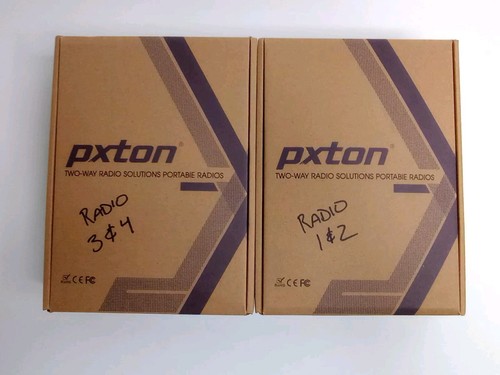 pxton®
TWO-WAY RADIO SOLUTIONS PORTABIE RADIOS
RADIO
3 & 4
CE FC
pxton®
TWO-WAY RADIO SOLUTIONS PORTABIE RADIOS
RADIO
1 & 2
CE FC